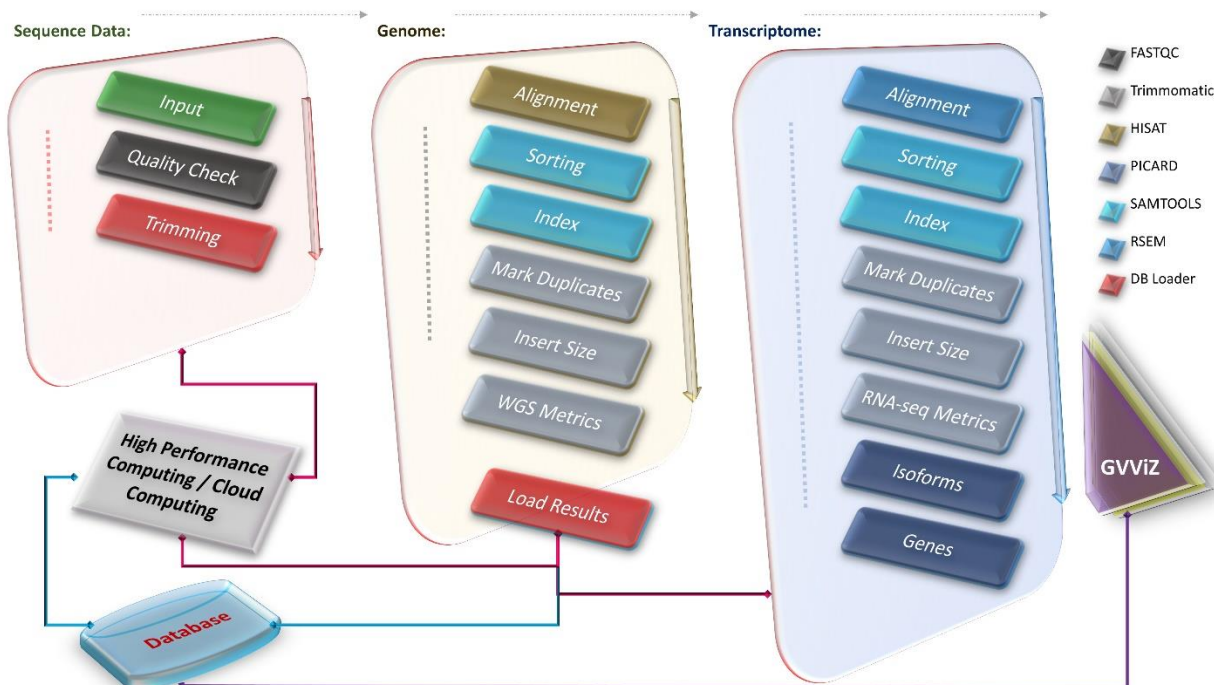 Sequence Data:
Input
Quality Check
Trimming
High Performance
Computing / Cloud
Computing
Database
Genome:
Alignment
Sorting
Index
Mark Duplicates
Insert Size
WGS Metrics
Load Results
Transcriptome:
Alignment
Sorting
Index
Mark Duplicates
Insert Size
RNA-seq Metrics
Isoforms
Genes
FASTQC
Trimmomatic
HISAT
PICARD
SAMTOOLS
RSEM
DB Loader
GVViZ